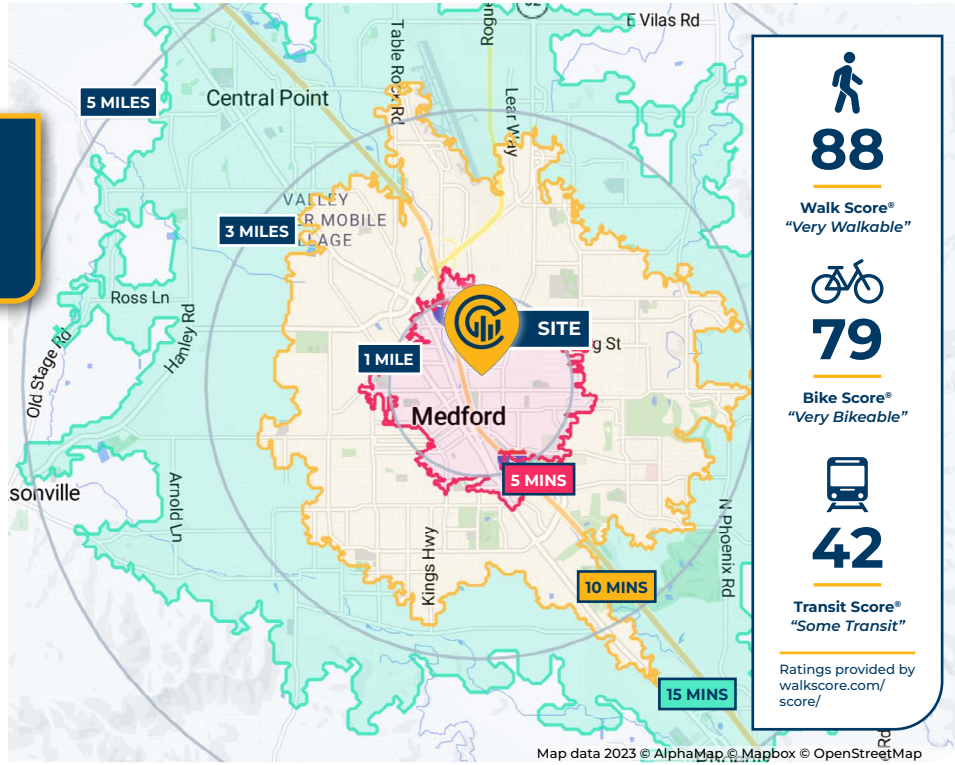 E Vilas Rd
Table Rock Rd
Lear Way
5 MILES
Central Point
VALLEY
MOBILE
3 MILES
Ross Ln
Hanley Rd
Old Stage Rd
SITE
g St
1 MILE
Medford
5 MINS
sonville
Arnold Ln
Kings Hwy
N Phoenix Rd
10 MINS
15 MINS
88
Walk Score®
“Very Walkable”
79
Bike Score®
“Very Bikeable”
42
Transit Score®
“Some Transit”
Ratings provided by
walkscore.com/
score/
Map data 2023 © AlphaMap © Mapbox © OpenStreetMap